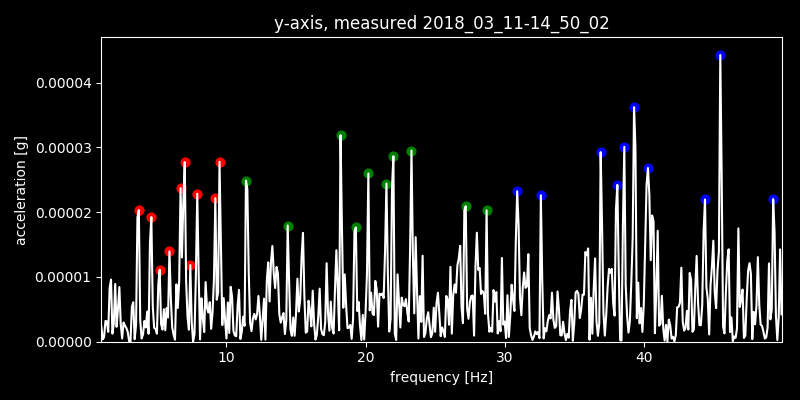 y-axis, measured 2018_03_11-14_50_02
0.00004
0.00003
0.00002
0.00001
0.00000
acceleration [g]
10 20 30 40
frequency [Hz]